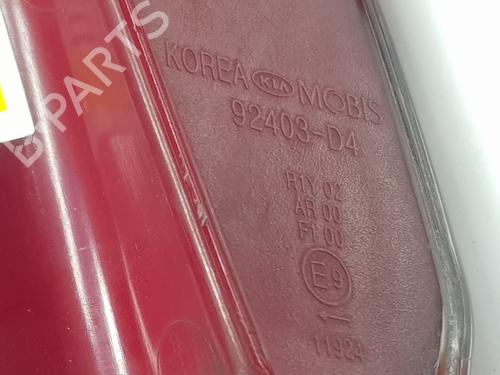 KOREA KIA MOBIS
92403-D4
R1Y 02
AR 00
F1 00
E9
11924
B-PARTS